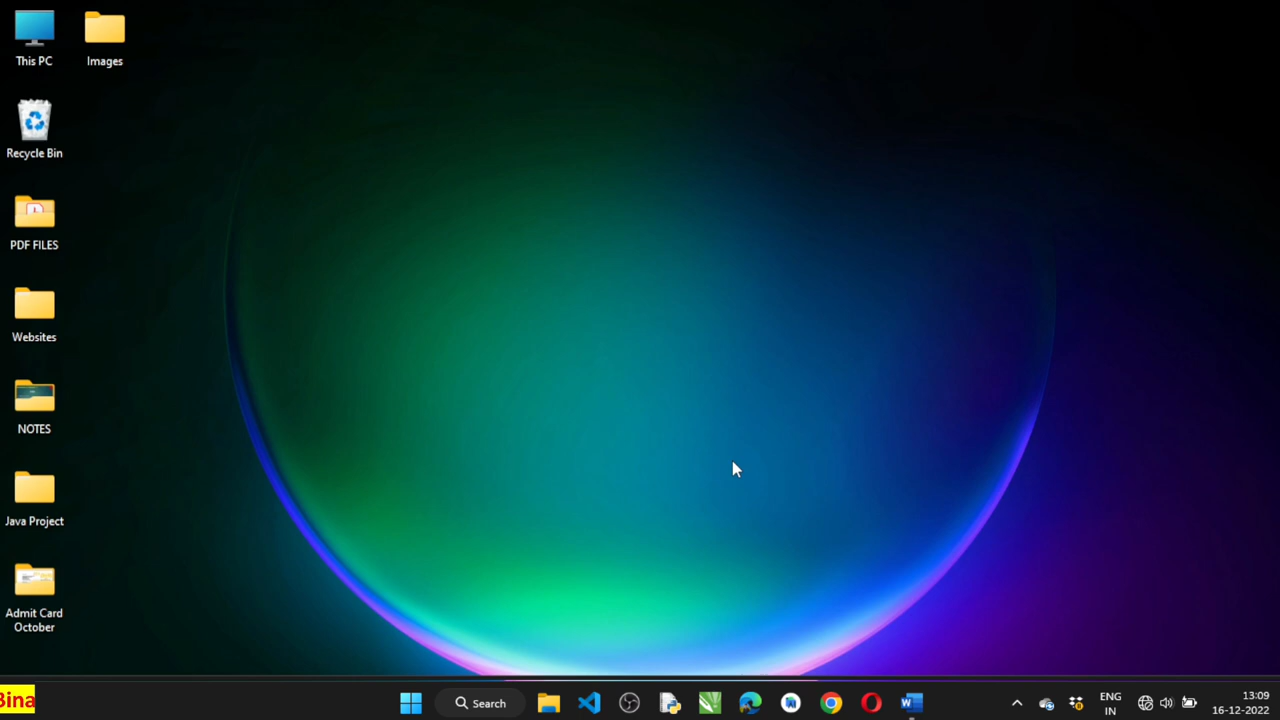 This PC
Images
Recycle Bin
PDF FILES
Websites
NOTES
Java Project
Admit Card
October
Bina
Search
ENG
IN
13:09
16-12-2022